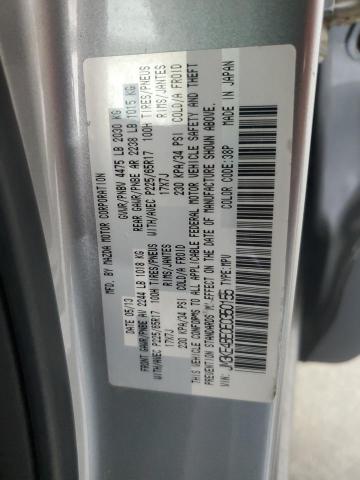 MFD. BY MAZDA MOTOR CORPORATION
DATE: 05/13 GVWR/PNBV 4475 LB 2030 KG
FRONT GAWR/PNBE AV 2244 LB 1018 KG REAR GAWR/PNBE AR 2238 LB 1015 KG
WITH/AVEC P225/65R17 100H TIRES/PNEUS WITH/AVEC P225/65R17 100H TIRES/PNEUS
17X7J RIMS/JANTES 17X7J RIMS/JANTES
230 KPA/34 PSI COLD/A FROID 230 KPA/34 PSI COLD/A FROID
THIS VEHICLE CONFORMS TO ALL APPLICABLE FEDERAL MOTOR VEHICLE SAFETY AND THEFT
PREVENTION STANDARDS IN EFFECT ON THE DATE OF MANUFACTURE SHOWN ABOVE.
TYPE:MPV COLOR CODE:38P MADE IN JAPAN
VIN: